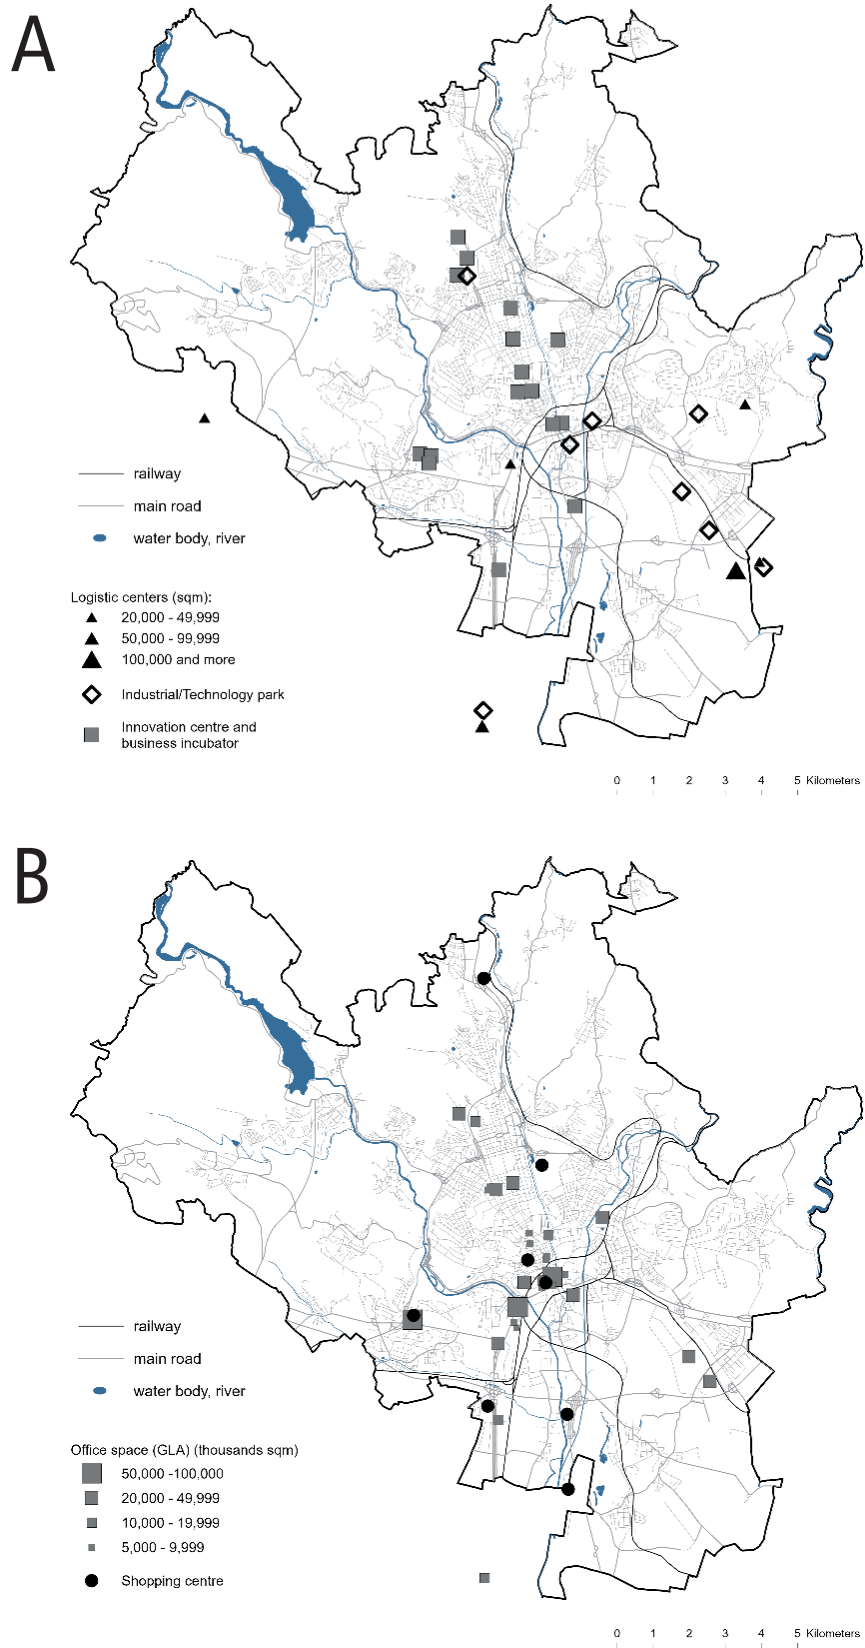 A
railway
main road
water body, river
Logistic centers (sqm):
20,000 - 49,999
50,000 - 99,999
100,000 and more
Industrial/Technology park
Innovation centre and
business incubator
0 1 2 3 4 5 Kilometers
B
railway
main road
water body, river
Office space (GLA) (thousands sqm)
50,000 -100,000
20,000 - 49,999
10,000 - 19,999
5,000 - 9,999
Shopping centre
0 1 2 3 4 5 Kilometers